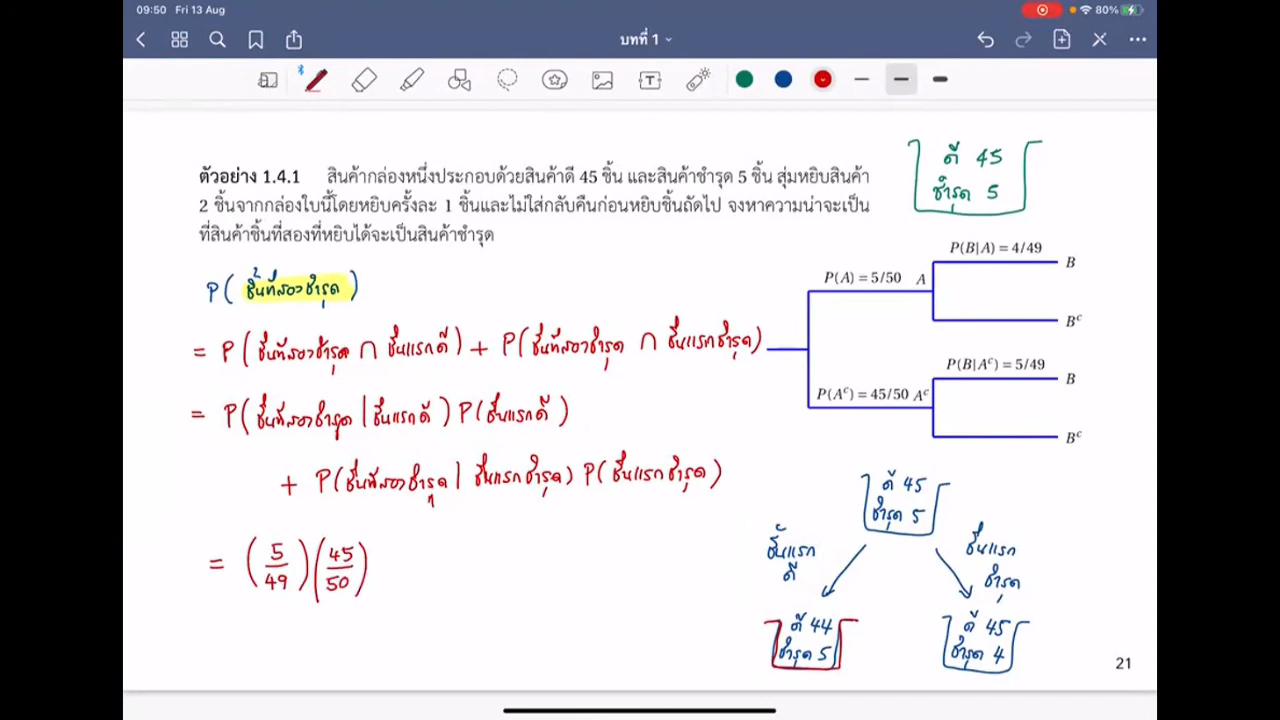 09:50 Fri 13 Aug
80%
บทที่ 1
ตัวอย่าง 1.4.1 สินค้ากล่องหนึ่งประกอบด้วยสินค้าดี 45 ชิ้น และสินค้าชำรุด 5 ชิ้น สุ่มหยิบสินค้า
2 ชิ้นจากกล่องใบนี้โดยหยิบครั้งละ 1 ชิ้นและไม่ใส่กลับคืนก่อนหยิบชิ้นถัดไป จงหาความน่าจะเป็น
ที่สินค้าชิ้นที่สองที่หยิบได้จะเป็นสินค้าชำรุด
ดี 45
ชำรุด 5
P(ชิ้นที่สองชำรุด)
= P(ชิ้นที่สองชำรุด ∩ ชิ้นแรกดี) + P(ชิ้นที่สองชำรุด ∩ ชิ้นแรกชำรุด)
= P(ชิ้นที่สองชำรุด | ชิ้นแรกดี) P(ชิ้นแรกดี)
+ P(ชิ้นที่สองชำรุด | ชิ้นแรกชำรุด) P(ชิ้นแรกชำรุด)
= (5/49)(45/50)
P(B|A) = 4/49
B
P(A) = 5/50 A
Bᶜ
P(B|Aᶜ) = 5/49
B
P(Aᶜ) = 45/50 Aᶜ
Bᶜ
ดี 45
ชำรุด 5
ชิ้นแรก
ดี
ชิ้นแรก
ชำรุด
ดี 44
ชำรุด 5
ดี 45
ชำรุด 4
21